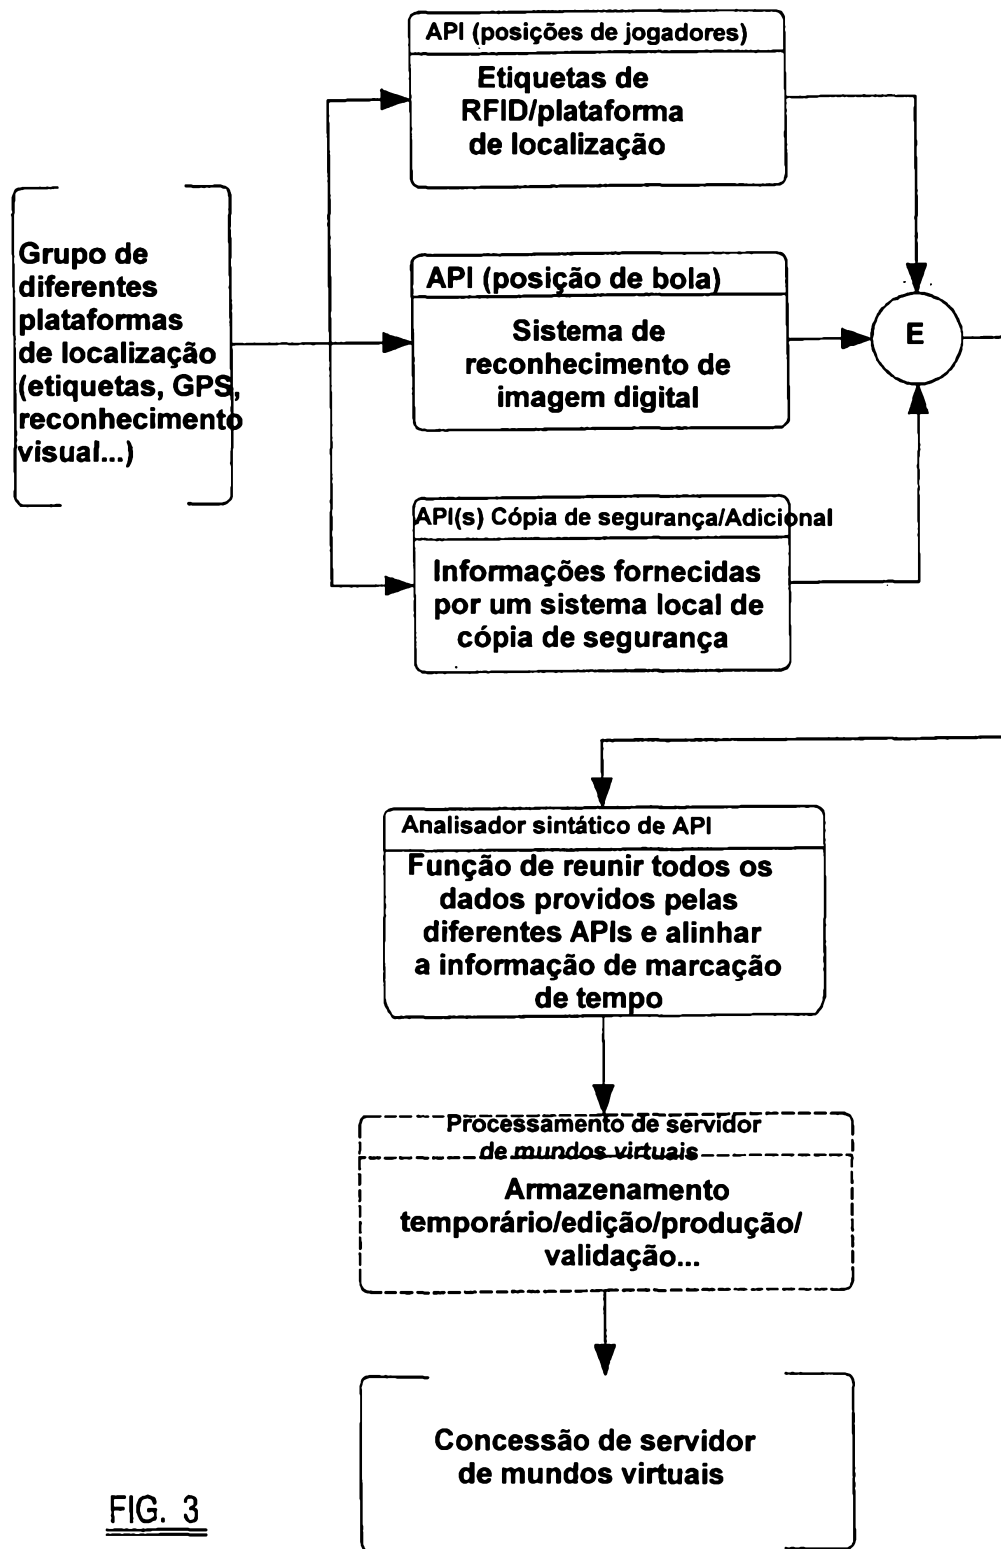 API (posições de jogadores)
Etiquetas de
RFID/plataforma
de localização
Grupo de
diferentes
plataformas
de localização
(etiquetas, GPS,
reconhecimento
visual...)
API (posição de bola)
Sistema de
reconhecimento de
imagem digital
E
API(s) Cópia de segurança/Adicional
Informações fornecidas
por um sistema local de
cópia de segurança
Analisador sintático de API
Função de reunir todos os
dados providos pelas
diferentes APIs e alinhar
a informação de marcação
de tempo
Processamento de servidor
de mundos virtuais
Armazenamento
temporário/edição/produção/
validação...
Concessão de servidor
de mundos virtuais
FIG. 3